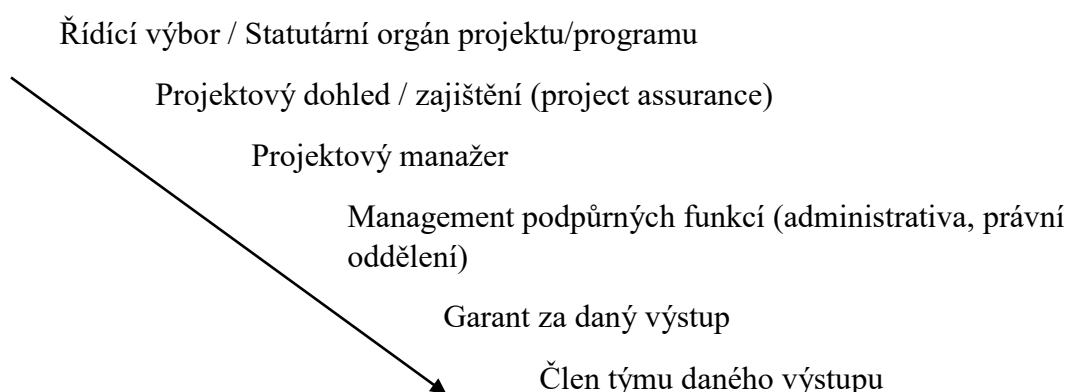 Řídící výbor / Statutární orgán projektu/programu
Projektový dohled / zajištění (project assurance)
Projektový manažer
Management podpůrných funkcí (administrativa, právní
oddělení)
Garant za daný výstup
Člen týmu daného výstupu